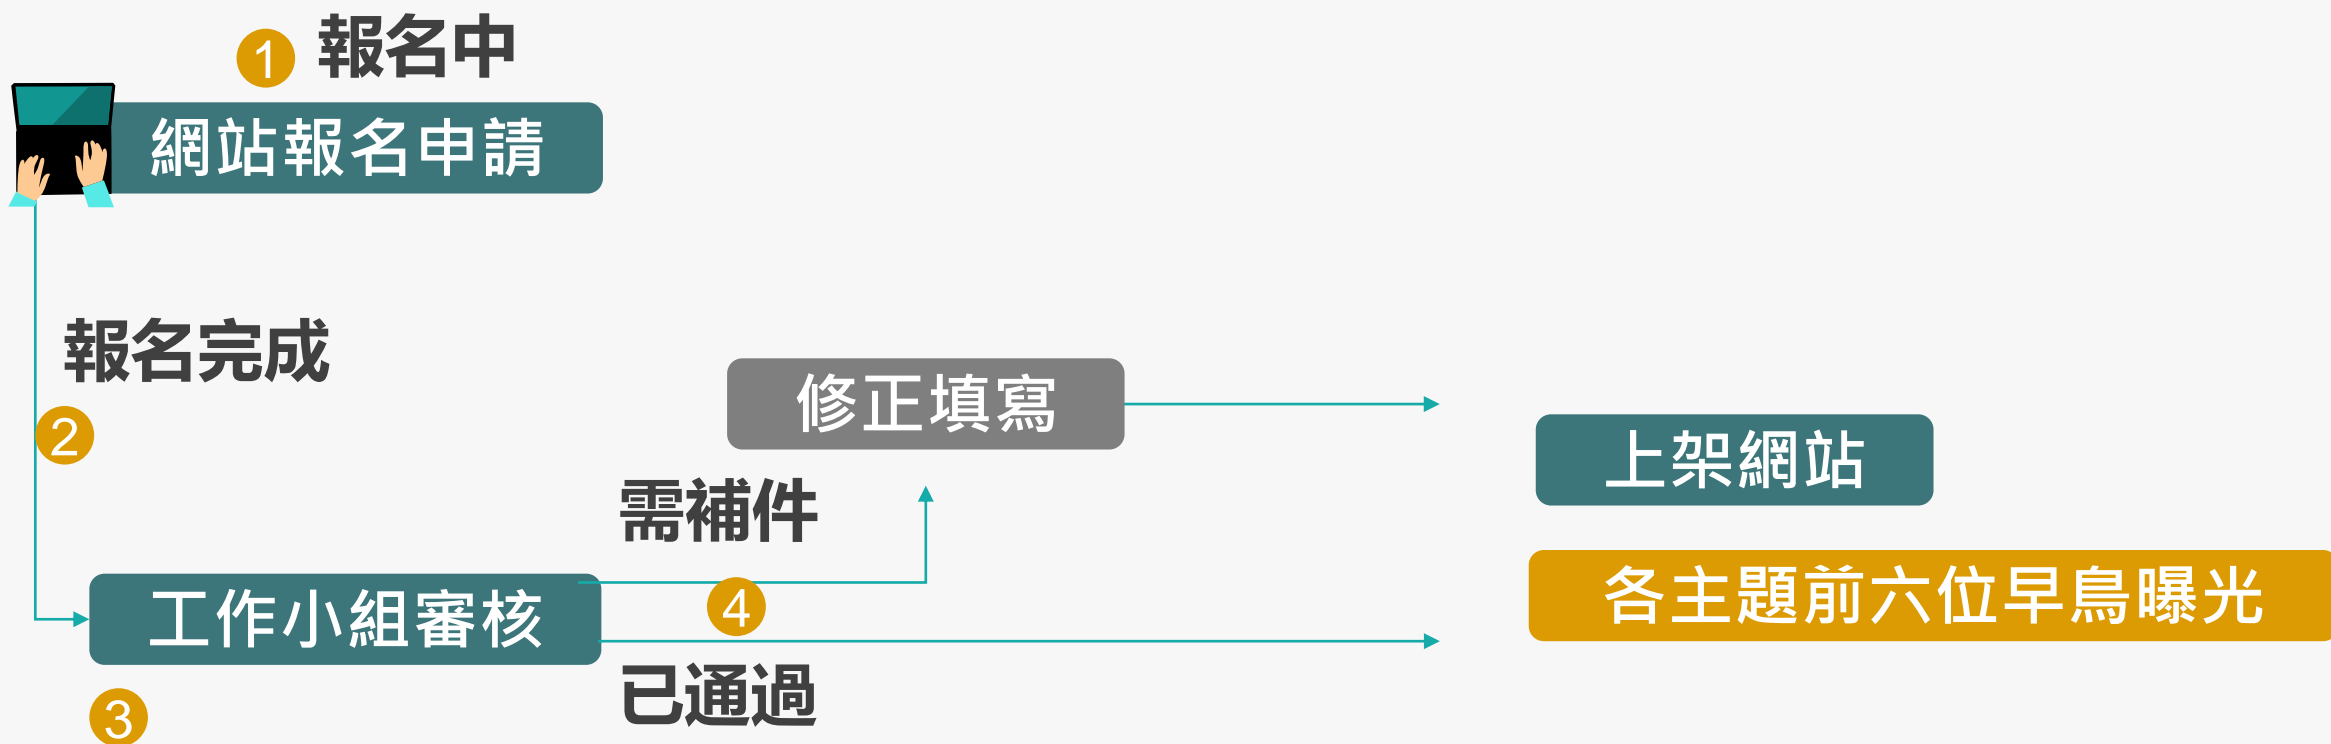 1 報名中
網站報名申請
報名完成
2
修正填寫
上架網站
需補件
各主題前六位早鳥曝光
工作小組審核
4
已通過
3